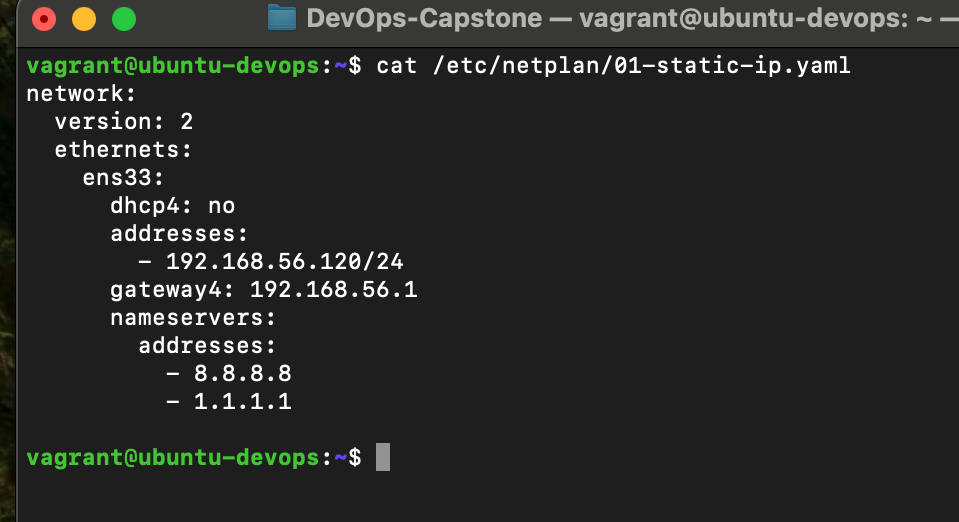 DevOps-Capstone — vagrant@ubuntu-devops: ~ —
vagrant@ubuntu-devops:~$ cat /etc/netplan/01-static-ip.yaml
network:
  version: 2
  ethernets:
    ens33:
      dhcp4: no
      addresses:
        - 192.168.56.120/24
      gateway4: 192.168.56.1
      nameservers:
        addresses:
          - 8.8.8.8
          - 1.1.1.1
vagrant@ubuntu-devops:~$